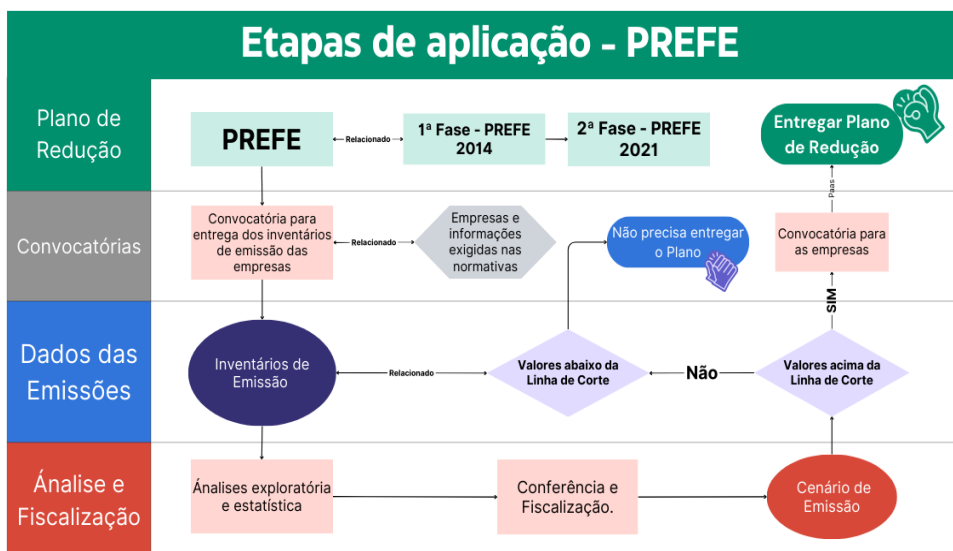 Etapas de aplicação - PREFE
Plano de
Redução
PREFE
Relacionado
1ª Fase - PREFE
2014
2ª Fase - PREFE
2021
Entregar Plano
de Redução
Paas
Convocatórias
Convocatória para
entrega dos inventários
de emissão das
empresas
Relacionado
Empresas e
informações
exigidas nas
normativas
Não precisa entregar
o Plano
Convocatória para
as empresas
SIM
Dados das
Emissões
Inventários de
Emissão
Relacionado
Valores abaixo da
Linha de Corte
Não
Valores acima da
Linha de Corte
Ánalise e
Fiscalização
Ánalises exploratória
e estatística
Conferência e
Fiscalização.
Cenário de
Emissão